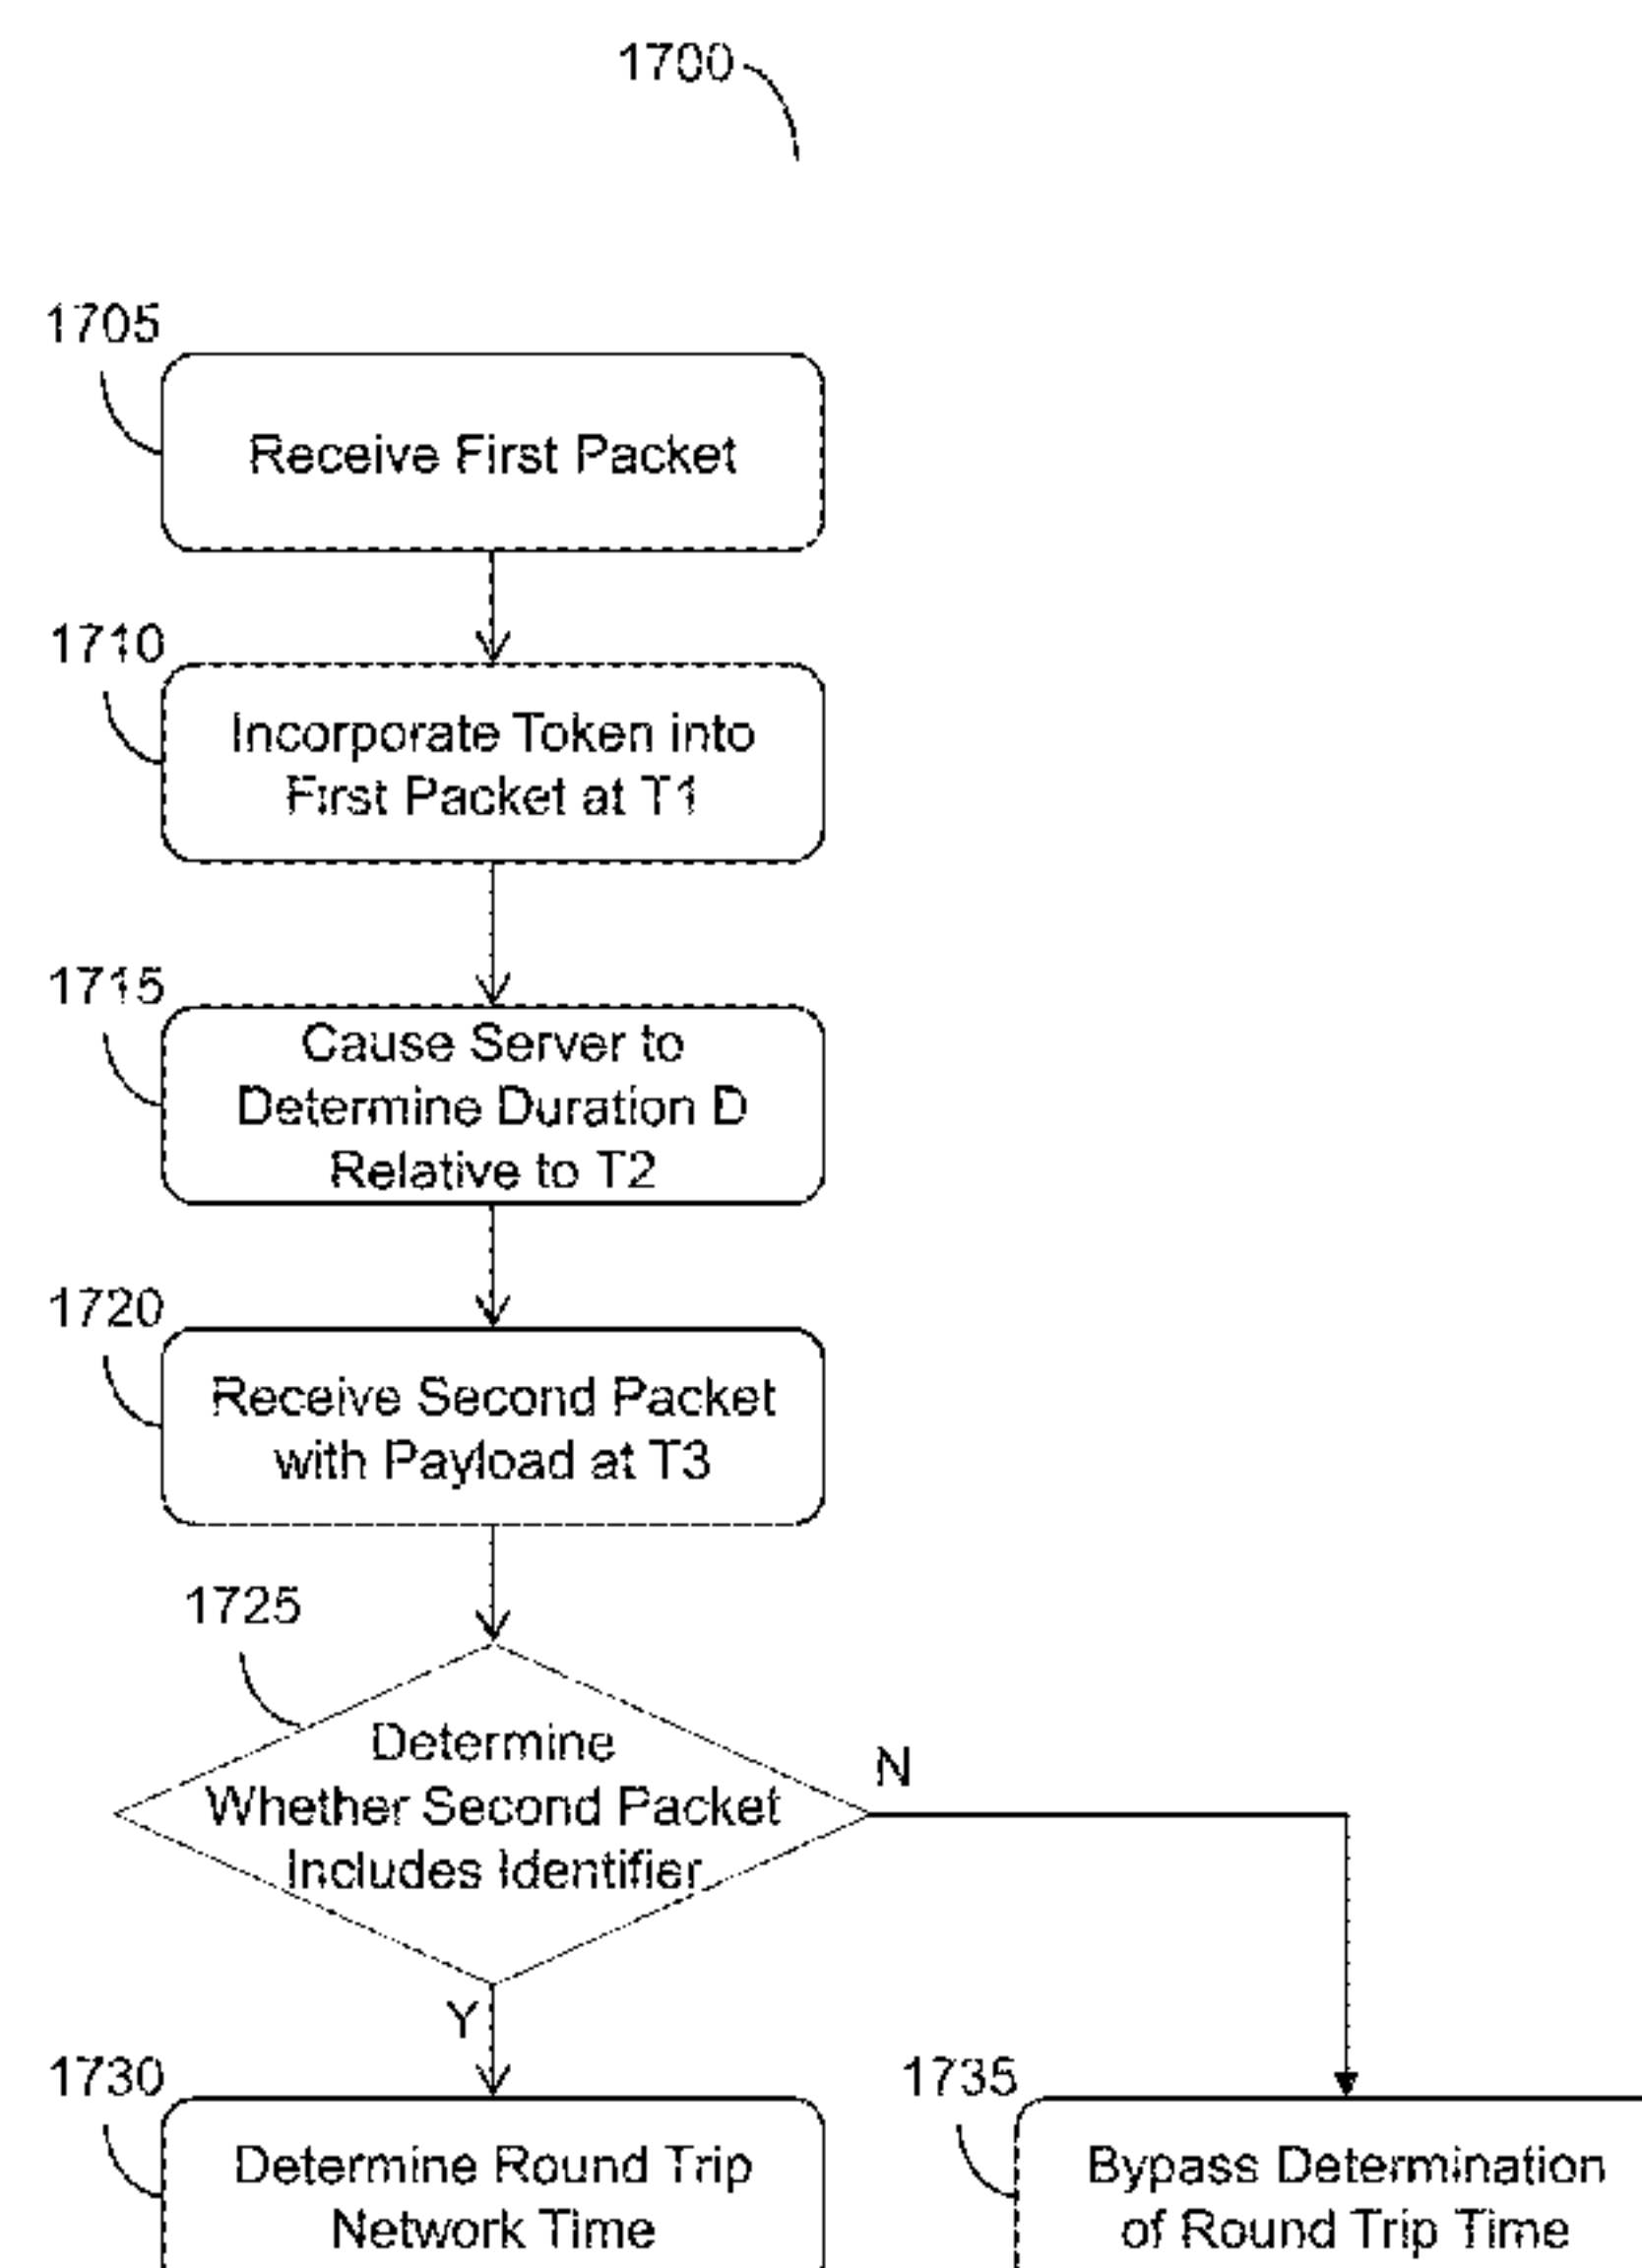 1700
1705
Receive First Packet
1710
Incorporate Token into
First Packet at T1
1715
Cause Server to
Determine Duration D
Relative to T2
1720
Receive Second Packet
with Payload at T3
1725
Determine
Whether Second Packet
Includes Identifier
N
Y
1730
Determine Round Trip
Network Time
1735
Bypass Determination
of Round Trip Time